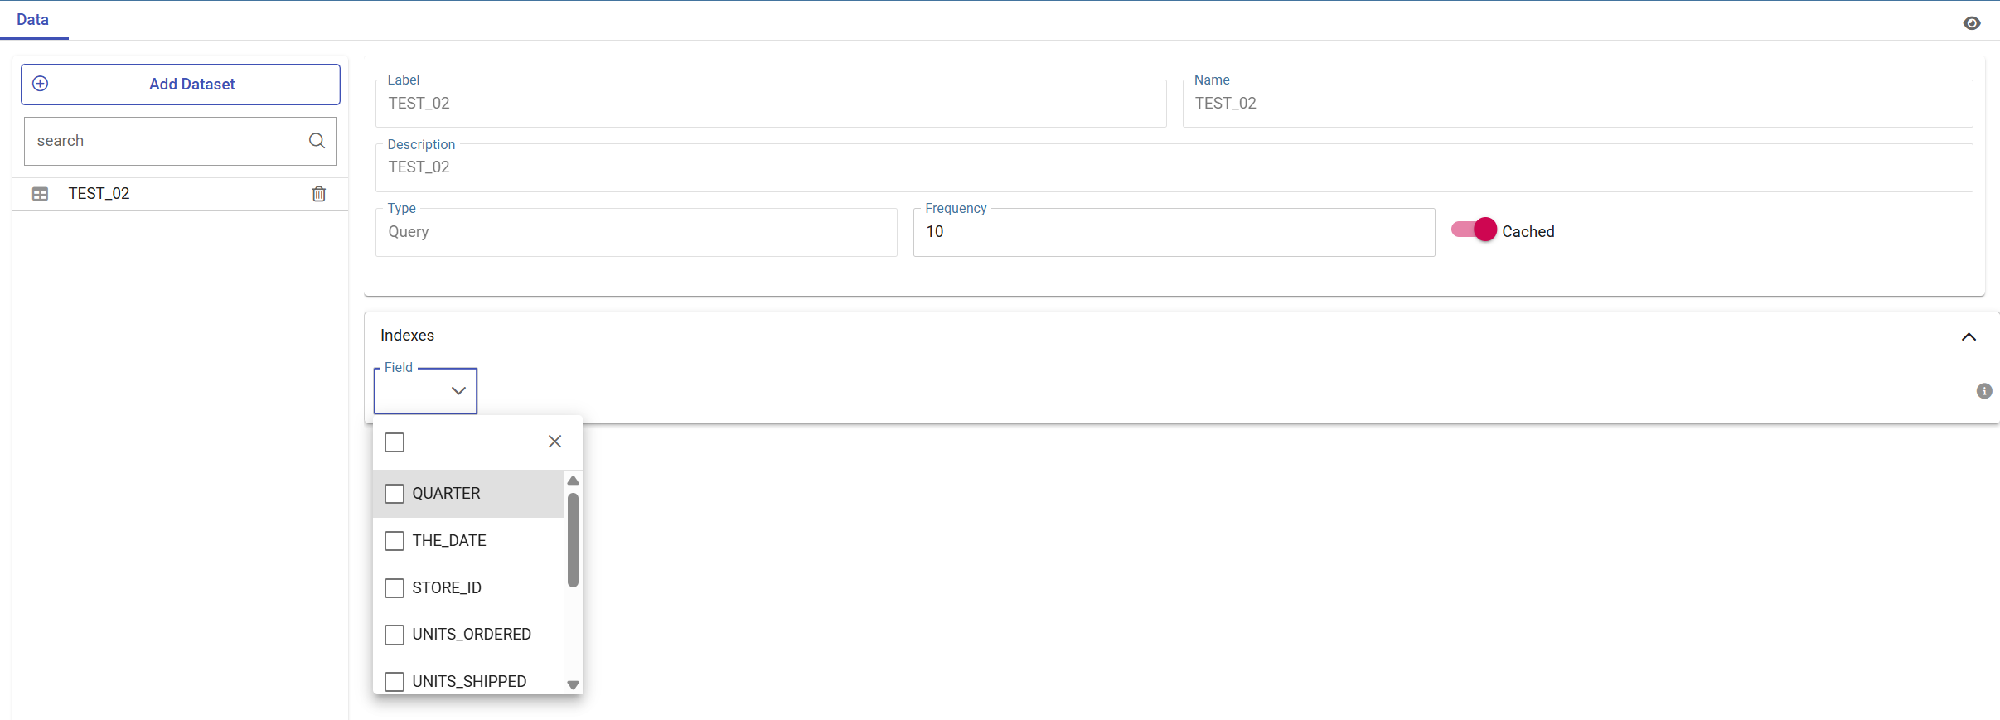 Data
Add Dataset
search
TEST_02
Label
TEST_02
Name
TEST_02
Description
TEST_02
Type
Query
Frequency
10
Cached
Indexes
Field
QUARTER
THE_DATE
STORE_ID
UNITS_ORDERED
UNITS_SHIPPED